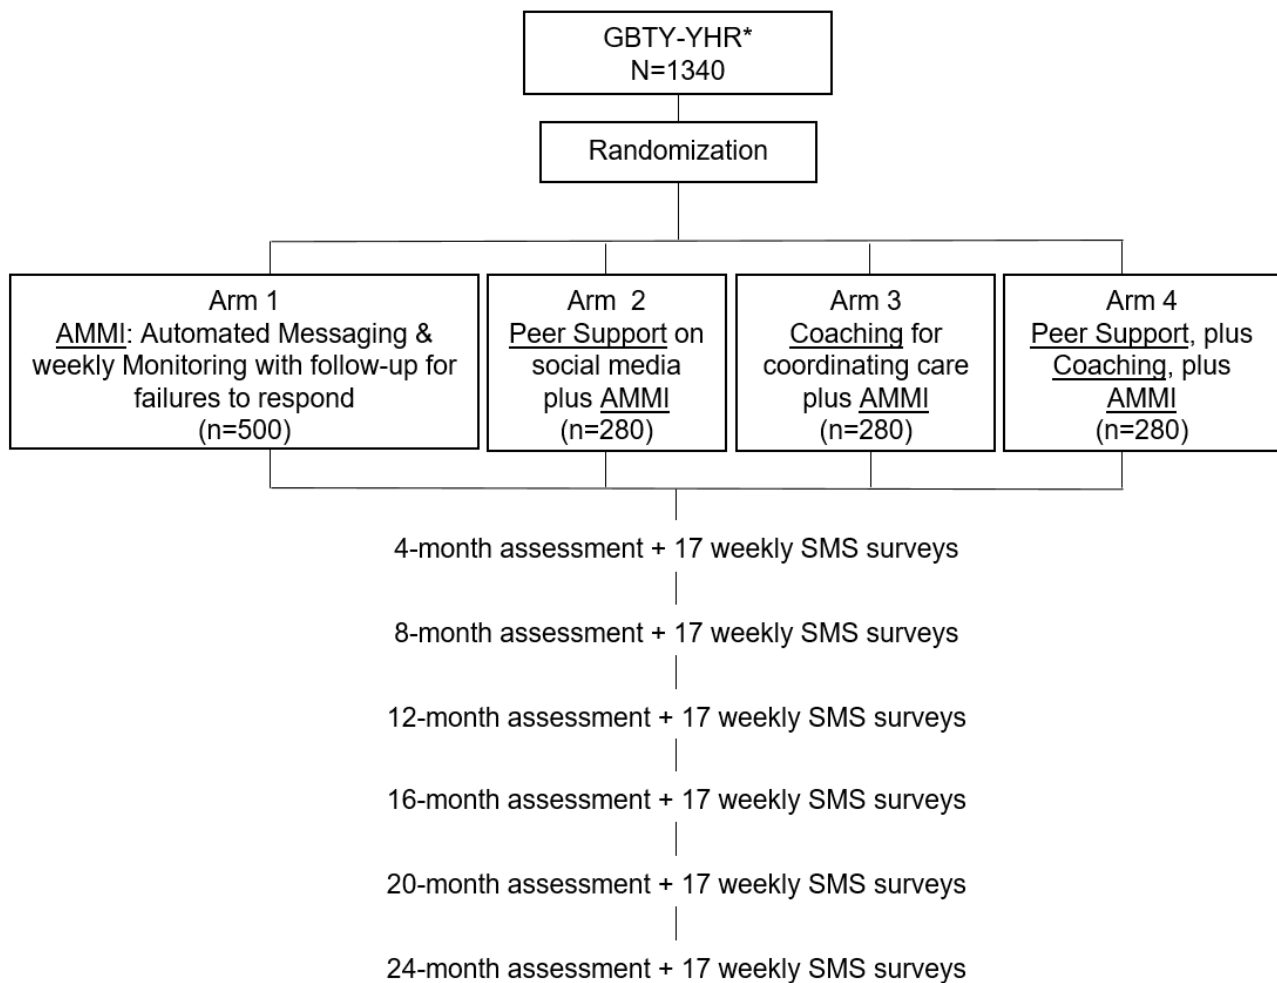 GBTY-YHR*
N=1340
Randomization
Arm 1
AMMI: Automated Messaging &
weekly Monitoring with follow-up for
failures to respond
(n=500)
Arm 2
Peer Support on
social media
plus AMMI
(n=280)
Arm 3
Coaching for
coordinating care
plus AMMI
(n=280)
Arm 4
Peer Support, plus
Coaching, plus
AMMI
(n=280)
4-month assessment + 17 weekly SMS surveys
8-month assessment + 17 weekly SMS surveys
12-month assessment + 17 weekly SMS surveys
16-month assessment + 17 weekly SMS surveys
20-month assessment + 17 weekly SMS surveys
24-month assessment + 17 weekly SMS surveys